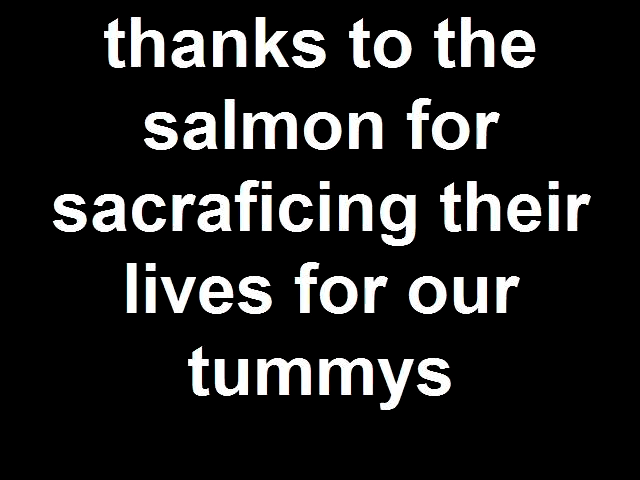 thanks to the
salmon for
sacraficing their
lives for our
tummys